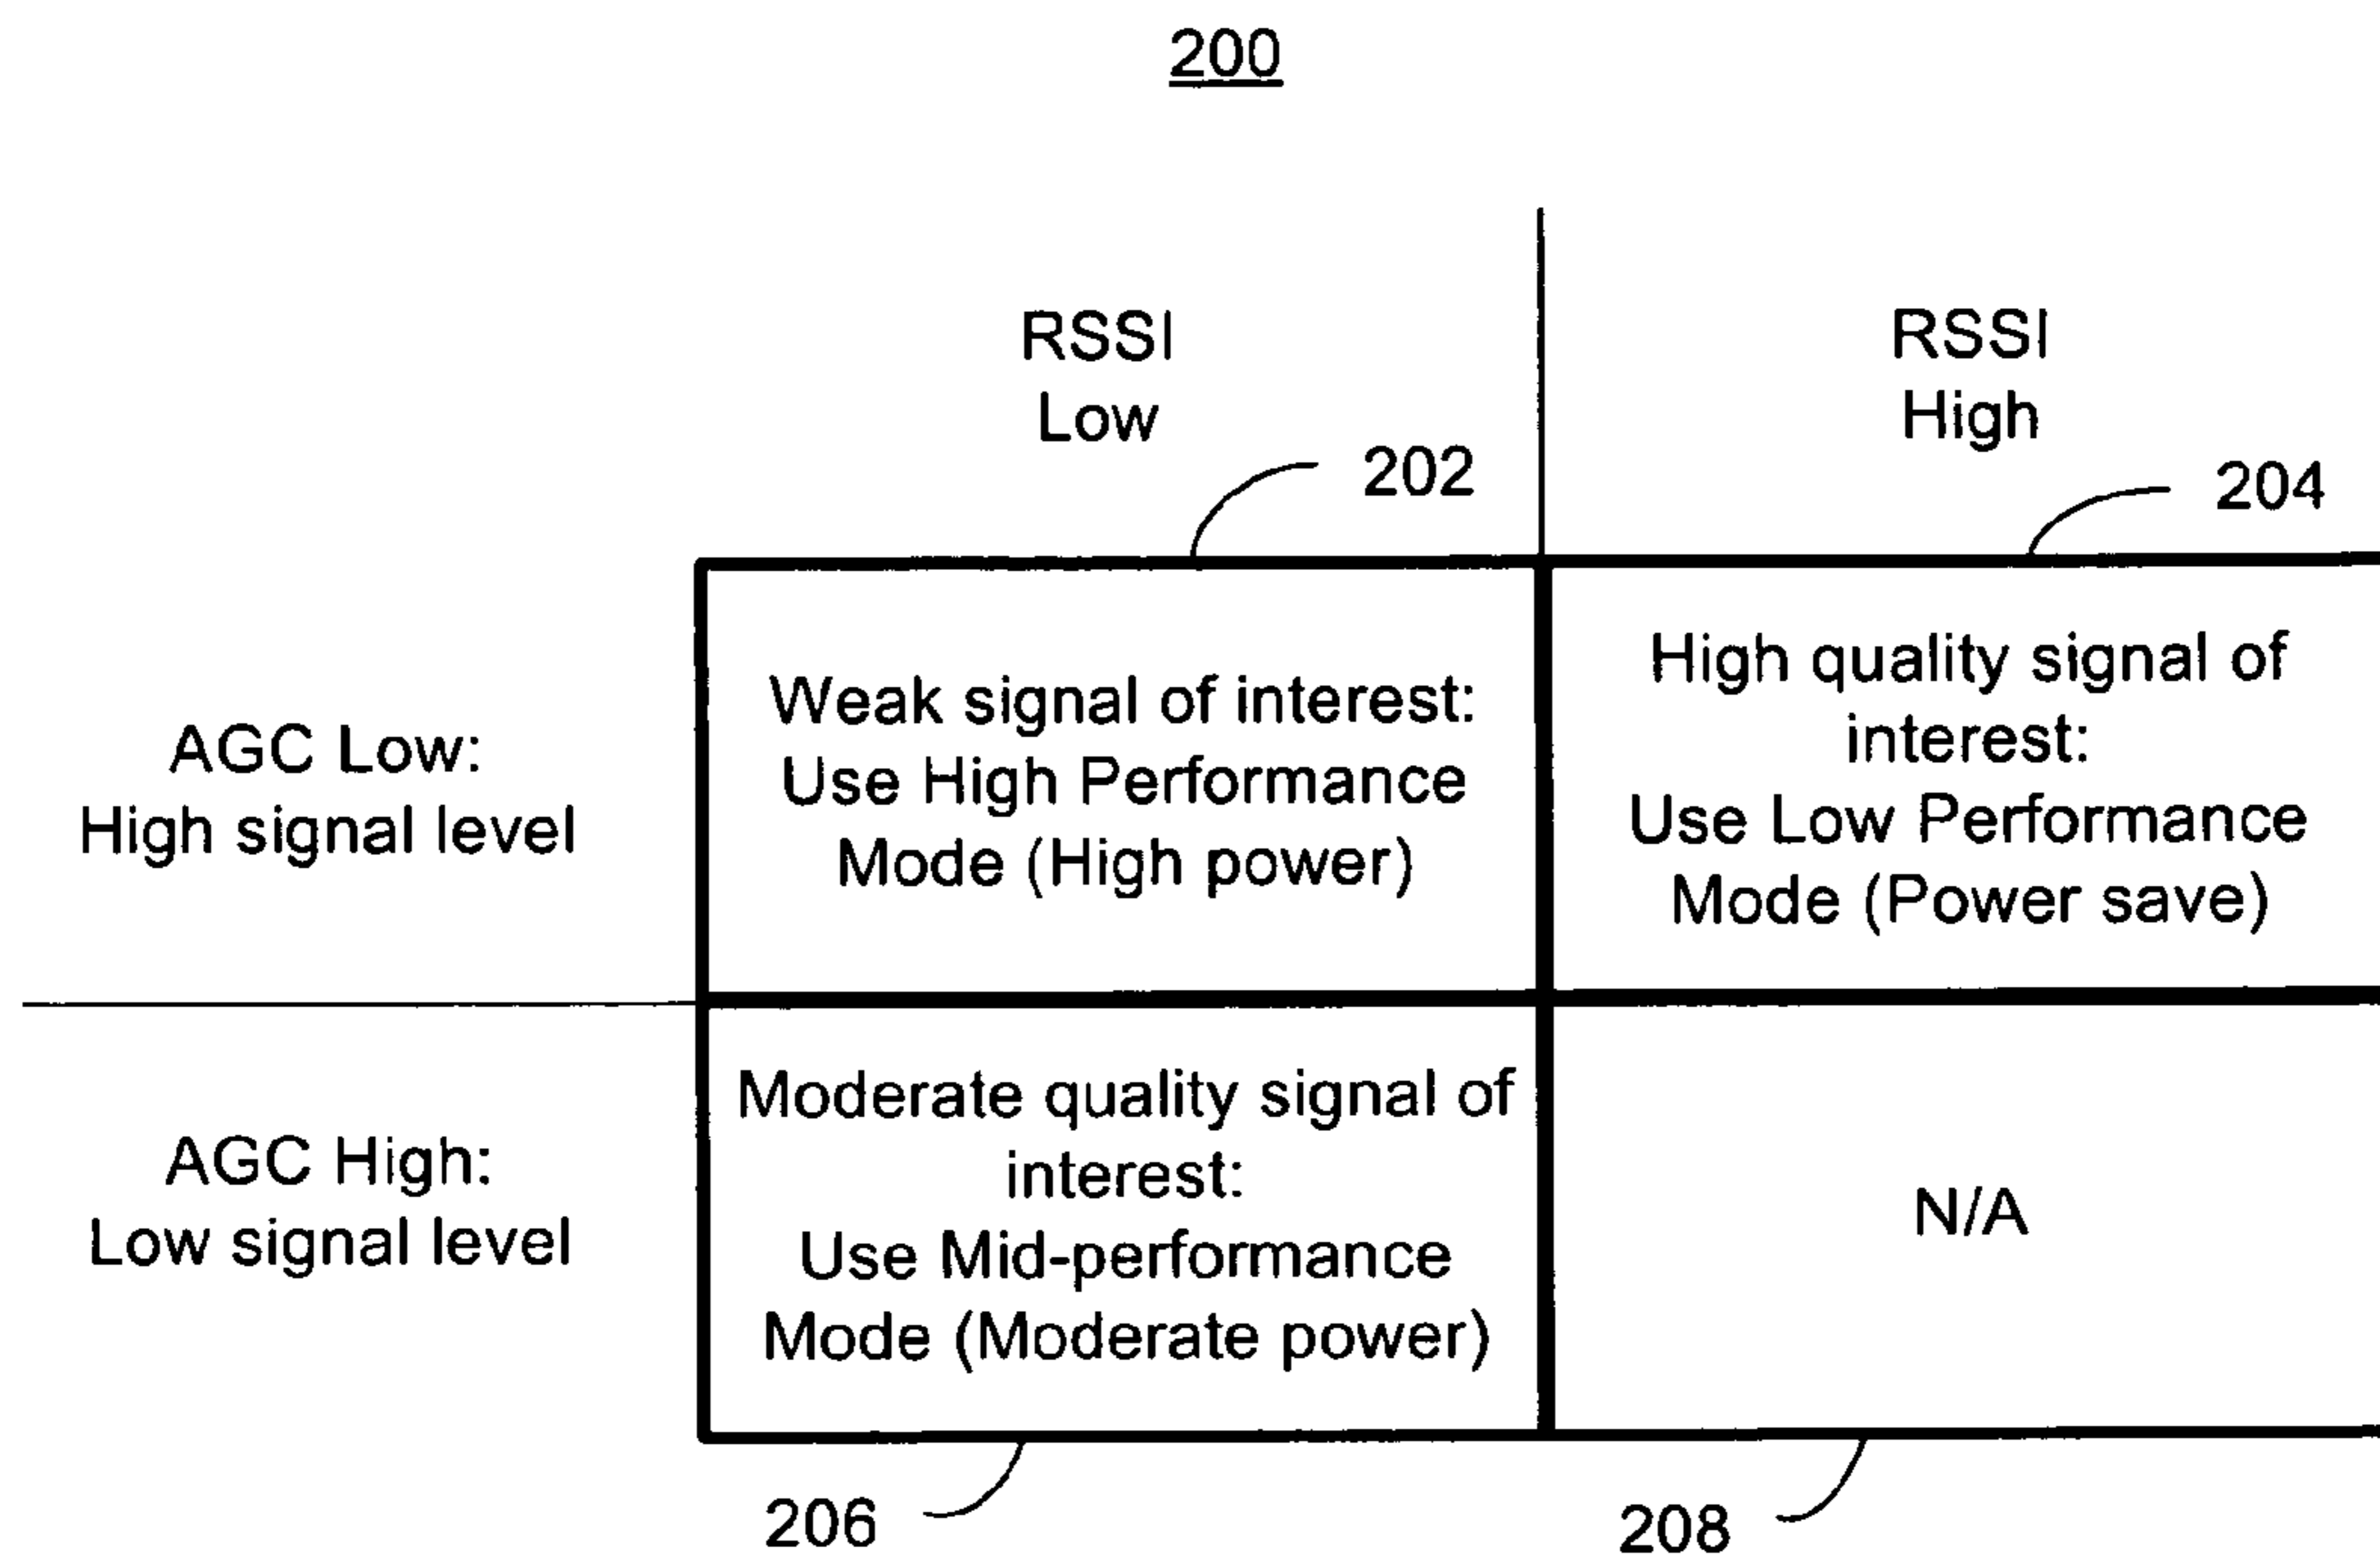 200
RSSI
Low
RSSI
High
202
204
AGC Low:
High signal level
Weak signal of interest:
Use High Performance
Mode (High power)
High quality signal of
interest:
Use Low Performance
Mode (Power save)
AGC High:
Low signal level
Moderate quality signal of
interest:
Use Mid-performance
Mode (Moderate power)
N/A
206
208